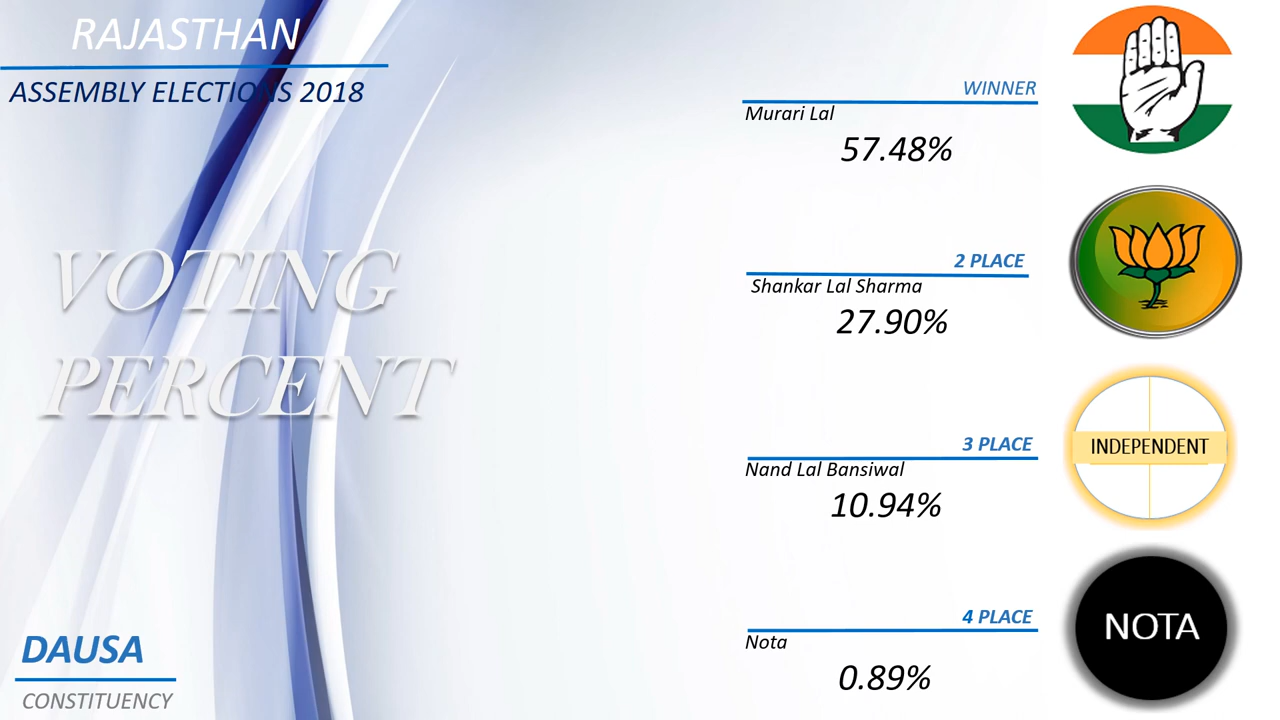 RAJASTHAN
ASSEMBLY ELECTIONS 2018
VOTING
PERCENT
DAUSA
CONSTITUENCY
WINNER
Murari Lal
57.48%
2 PLACE
Shankar Lal Sharma
27.90%
3 PLACE
Nand Lal Bansiwal
10.94%
INDEPENDENT
4 PLACE
Nota
0.89%
NOTA